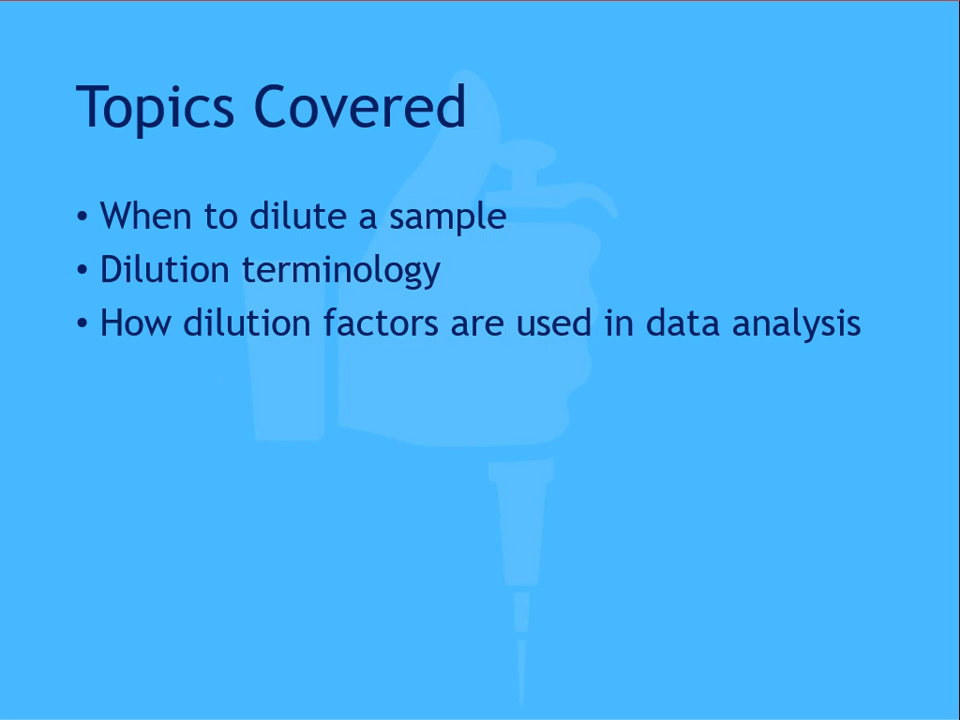 Topics Covered
• When to dilute a sample
• Dilution terminology
• How dilution factors are used in data analysis